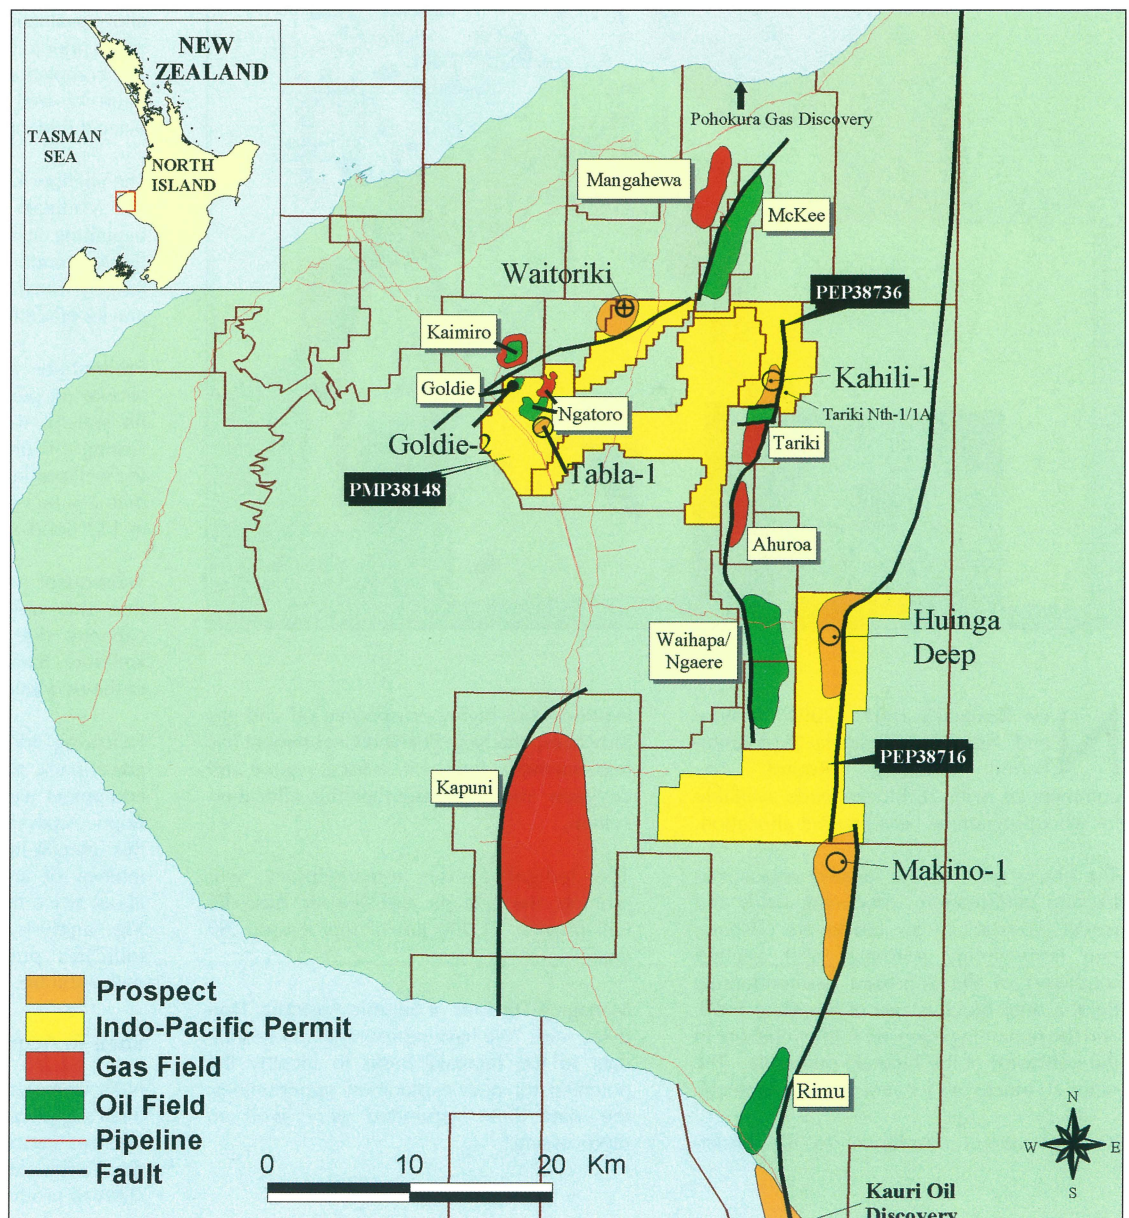 NEW
ZEALAND
TASMAN
SEA
NORTH
ISLAND
Pohokura Gas Discovery
Mangahewa
McKee
Waitoriki
PEP38736
Kaimiro
Kahili-1
Goldie
Ngatoro
Tariki Nth-1/1A
Goldie-2
Tariki
Tabla-1
PMP38148
Ahuroa
Huinga
Deep
Waihapa/
Ngaere
PEP38716
Kapuni
Makino-1
Prospect
Indo-Pacific Permit
Gas Field
Oil Field
Pipeline
Fault
0 10 20 Km
Rimu
N
W E
S
Kauri Oil
Discovery